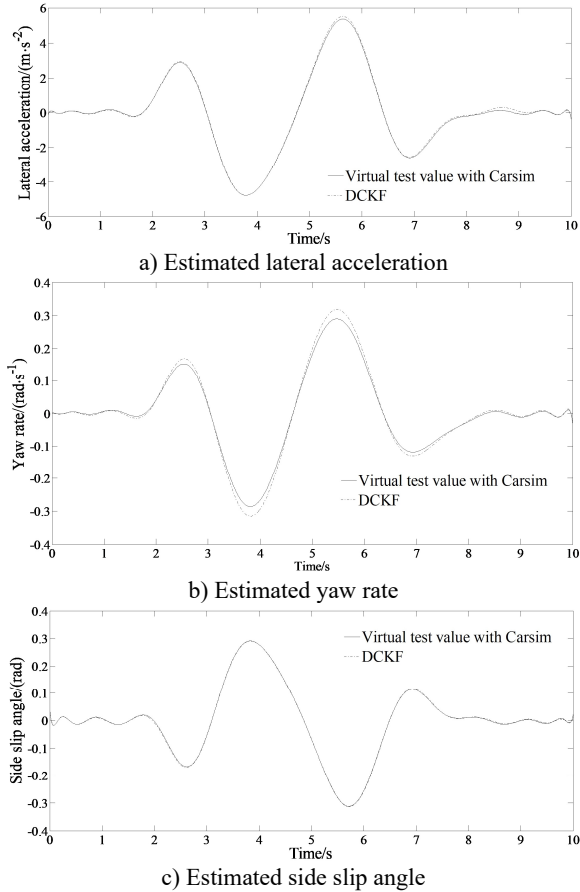 6
4
2
0
-2
-4
-6
Lateral acceleration/(m·s-2)
Virtual test value with Carsim
DCKF
0 1 2 3 4 5 6 7 8 9 10
Time/s
a) Estimated lateral acceleration
0.4
0.3
0.2
0.1
0
-0.1
-0.2
-0.3
0.4
Yaw rate/(rad·s-1)
Virtual test value with Carsim
DCKF
0 1 2 3 4 5 6 7 8 9 10
Time/s
b) Estimated yaw rate
0.4
0.3
0.2
0.1
0
-0.1
-0.2
-0.3
0.4
Side slip angle/(rad)
Virtual test value with Carsim
DCKF
0 1 2 3 4 5 6 7 8 9 10
Time/s
c) Estimated side slip angle